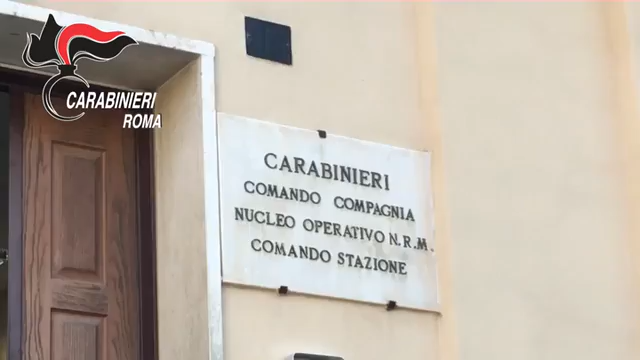 CARABINIERI
ROMA
CARABINIERI
COMANDO COMPAGNIA
NUCLEO OPERATIVO N.R.M.
COMANDO STAZIONE